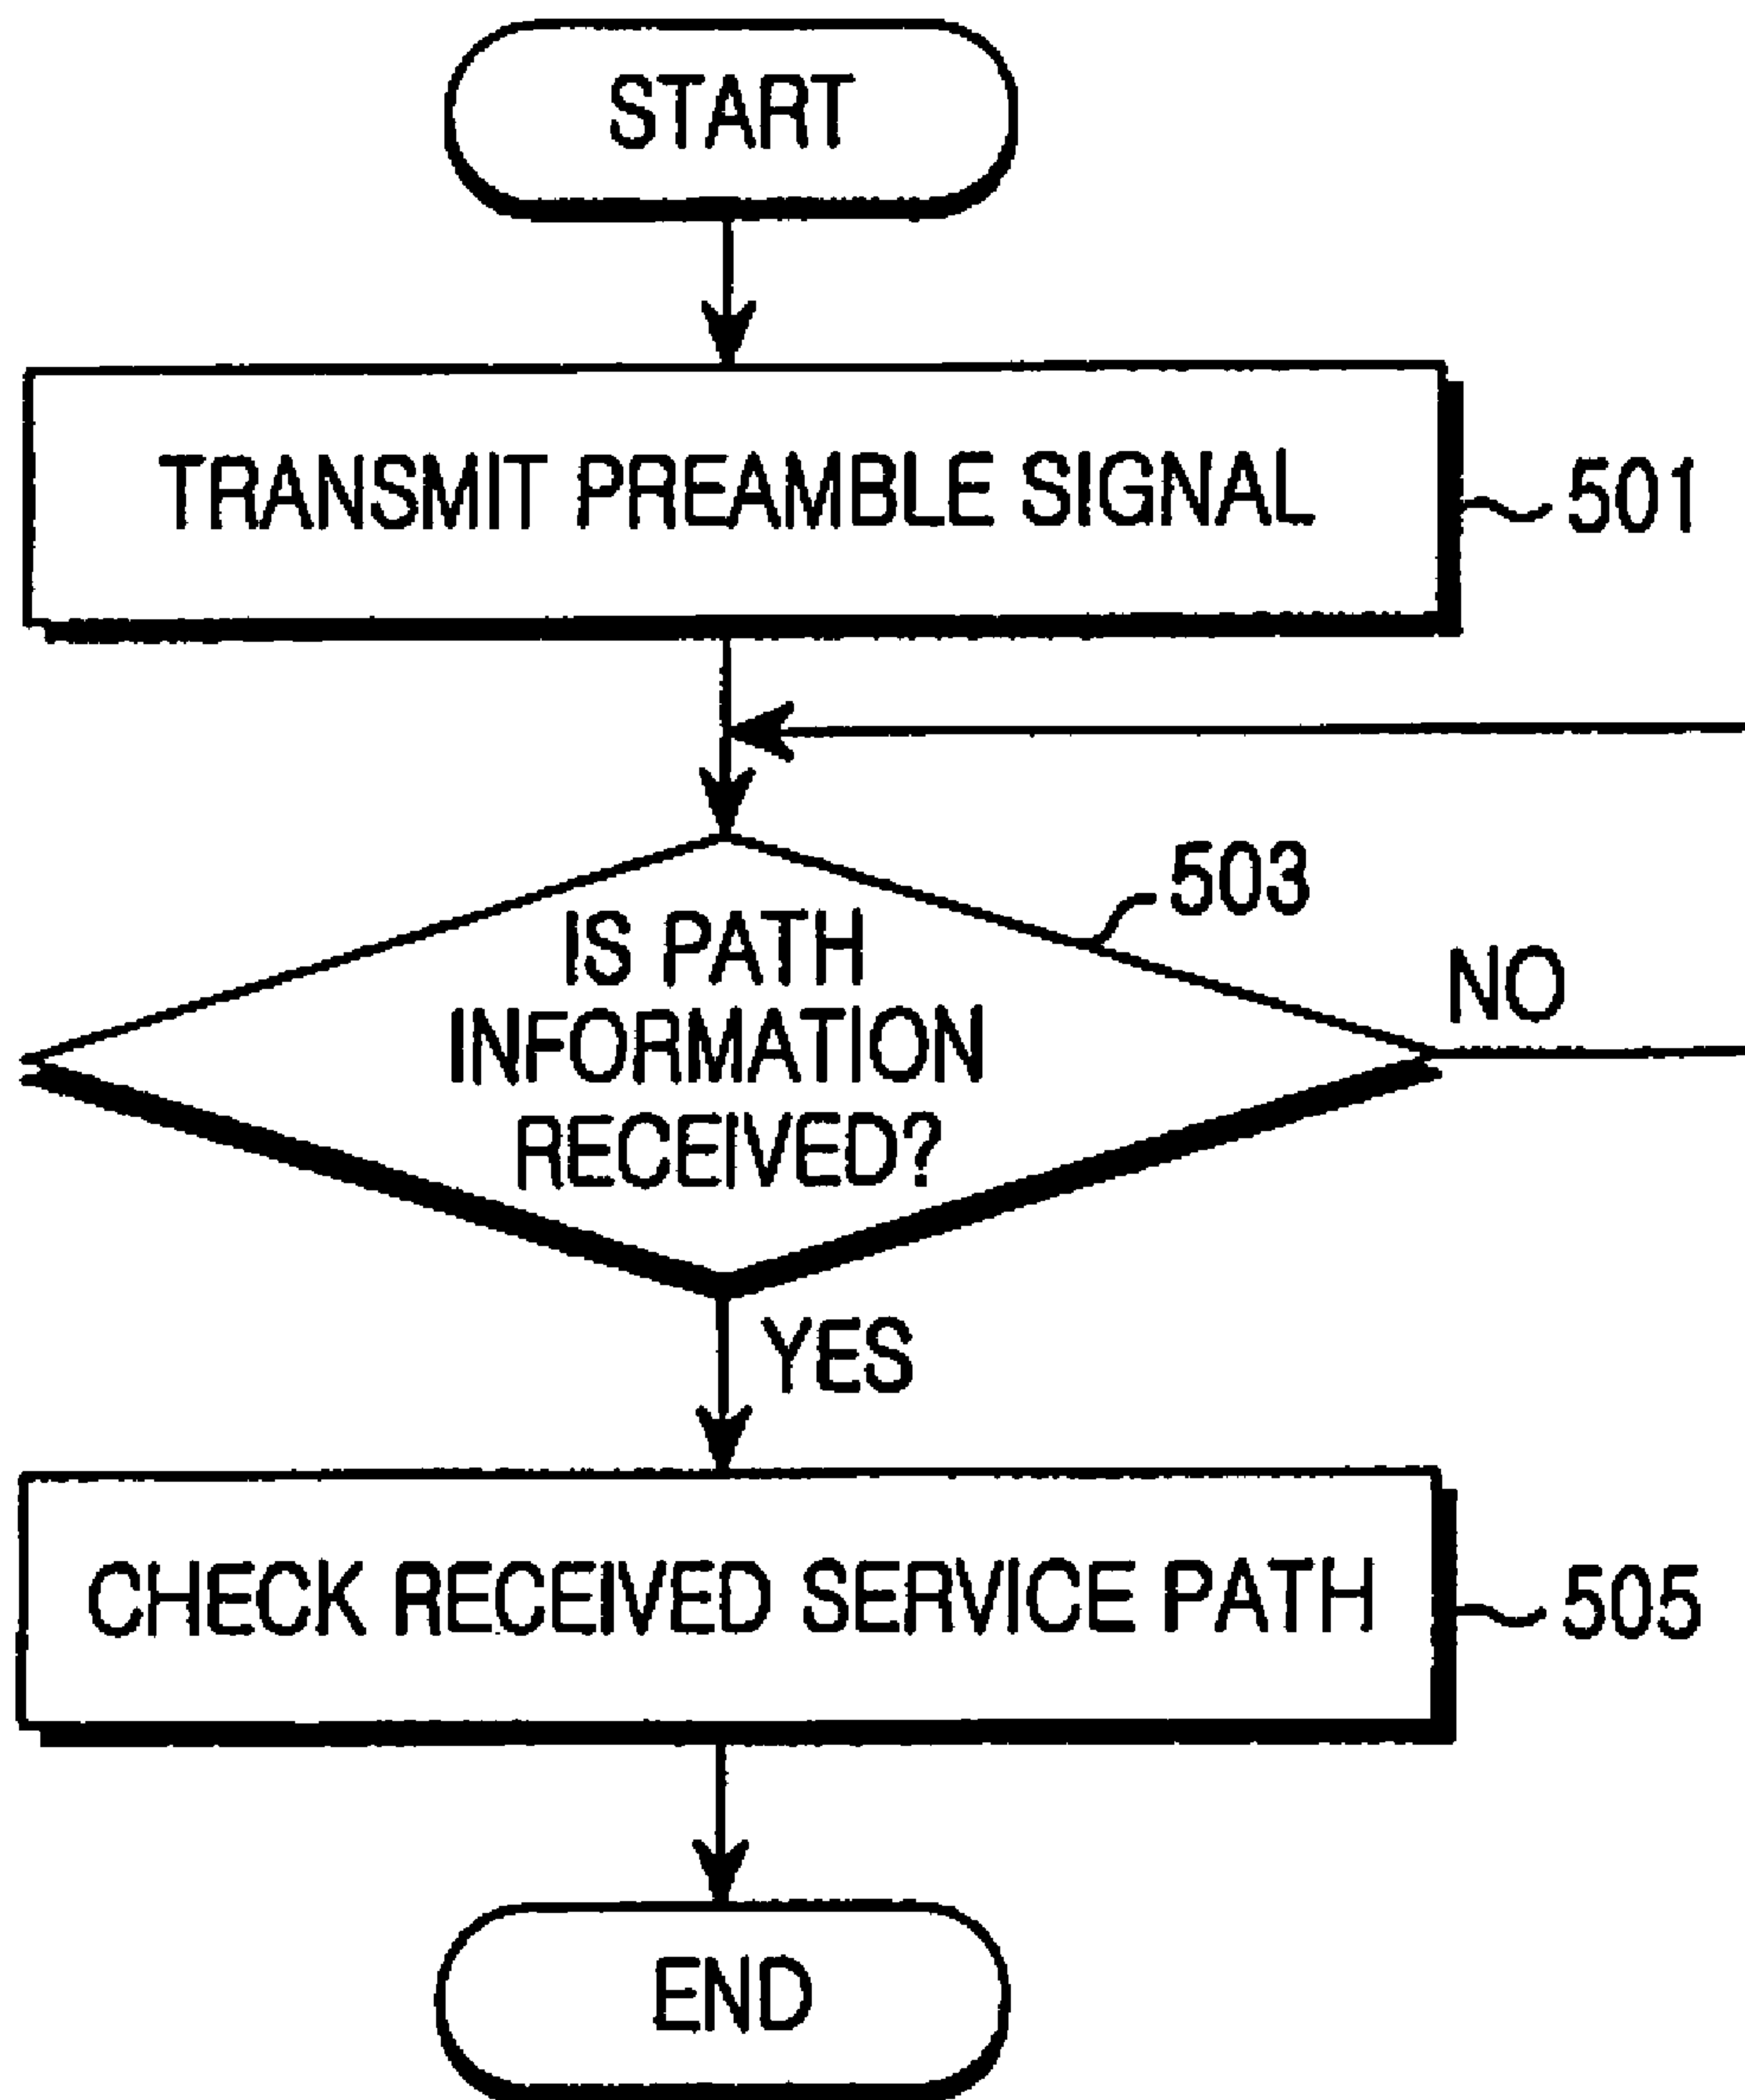 START
TRANSMIT PREAMBLE SIGNAL
501
503
IS PATH
INFORMATION
RECEIVED?
NO
YES
CHECK RECEIVED SERVICE PATH
505
END